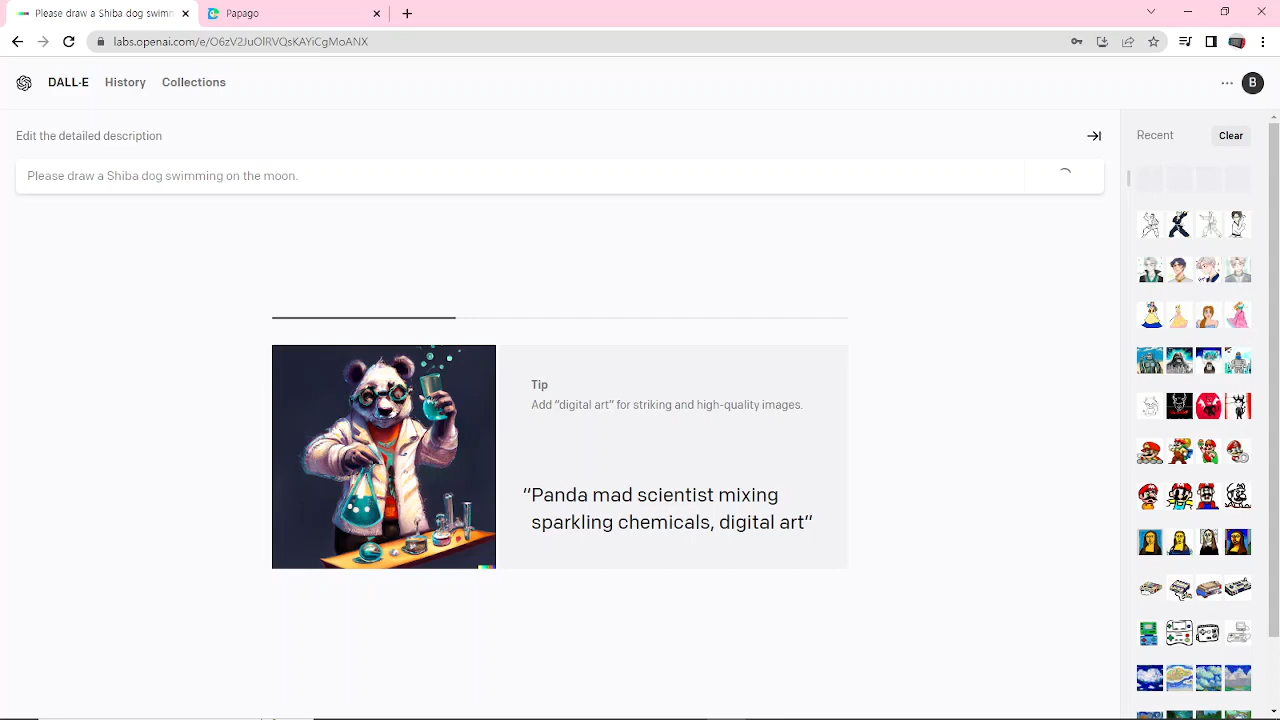 Please draw a Shiba dog swimm
Papago
labs.openai.com/e/O6zV2JuOlRVQsKAYiCgMoANX
DALL·E
History
Collections
B
Edit the detailed description
Please draw a Shiba dog swimming on the moon.
Recent
Clear
Tip
Add “digital art” for striking and high-quality images.
“Panda mad scientist mixing
sparkling chemicals, digital art”